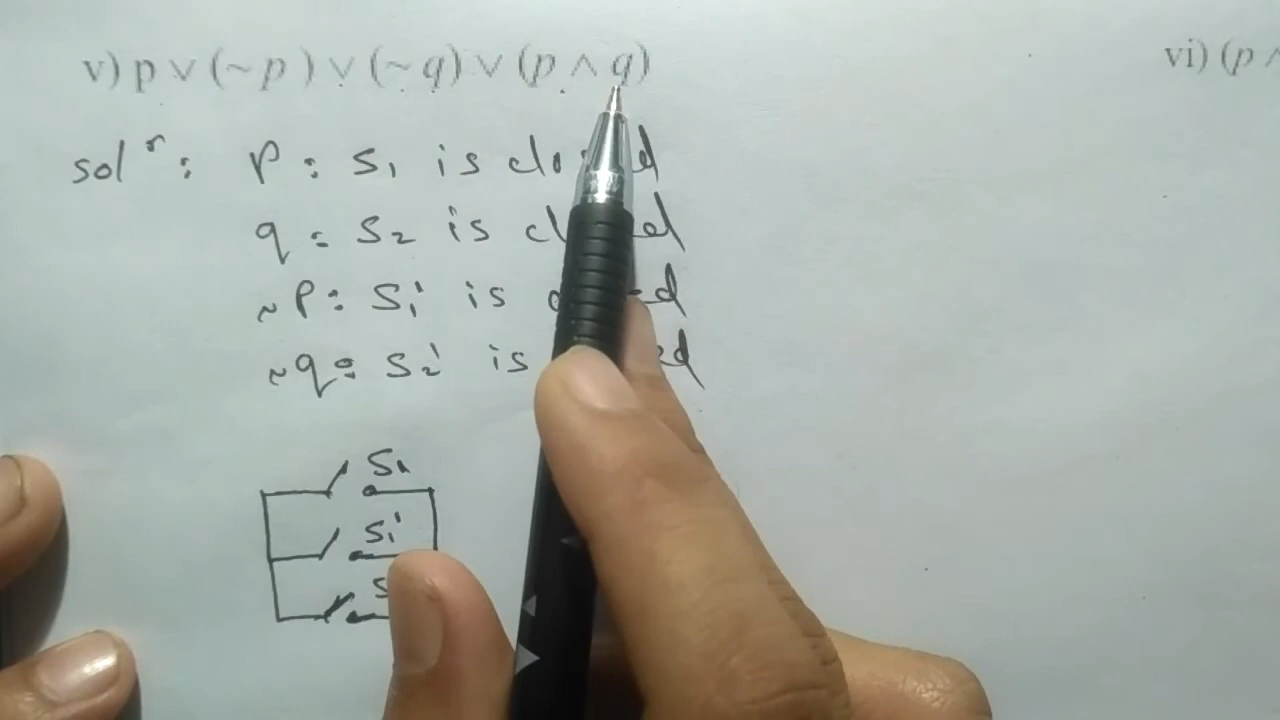 v) p ∨ (~p) ∨ (~q) ∨ (p ∧ q)
vi) (p ∧
solⁿ: p : S₁ is closed
q : S₂ is closed
~p : S₁' is
~q : S₂' is
S₁
S₁'
S